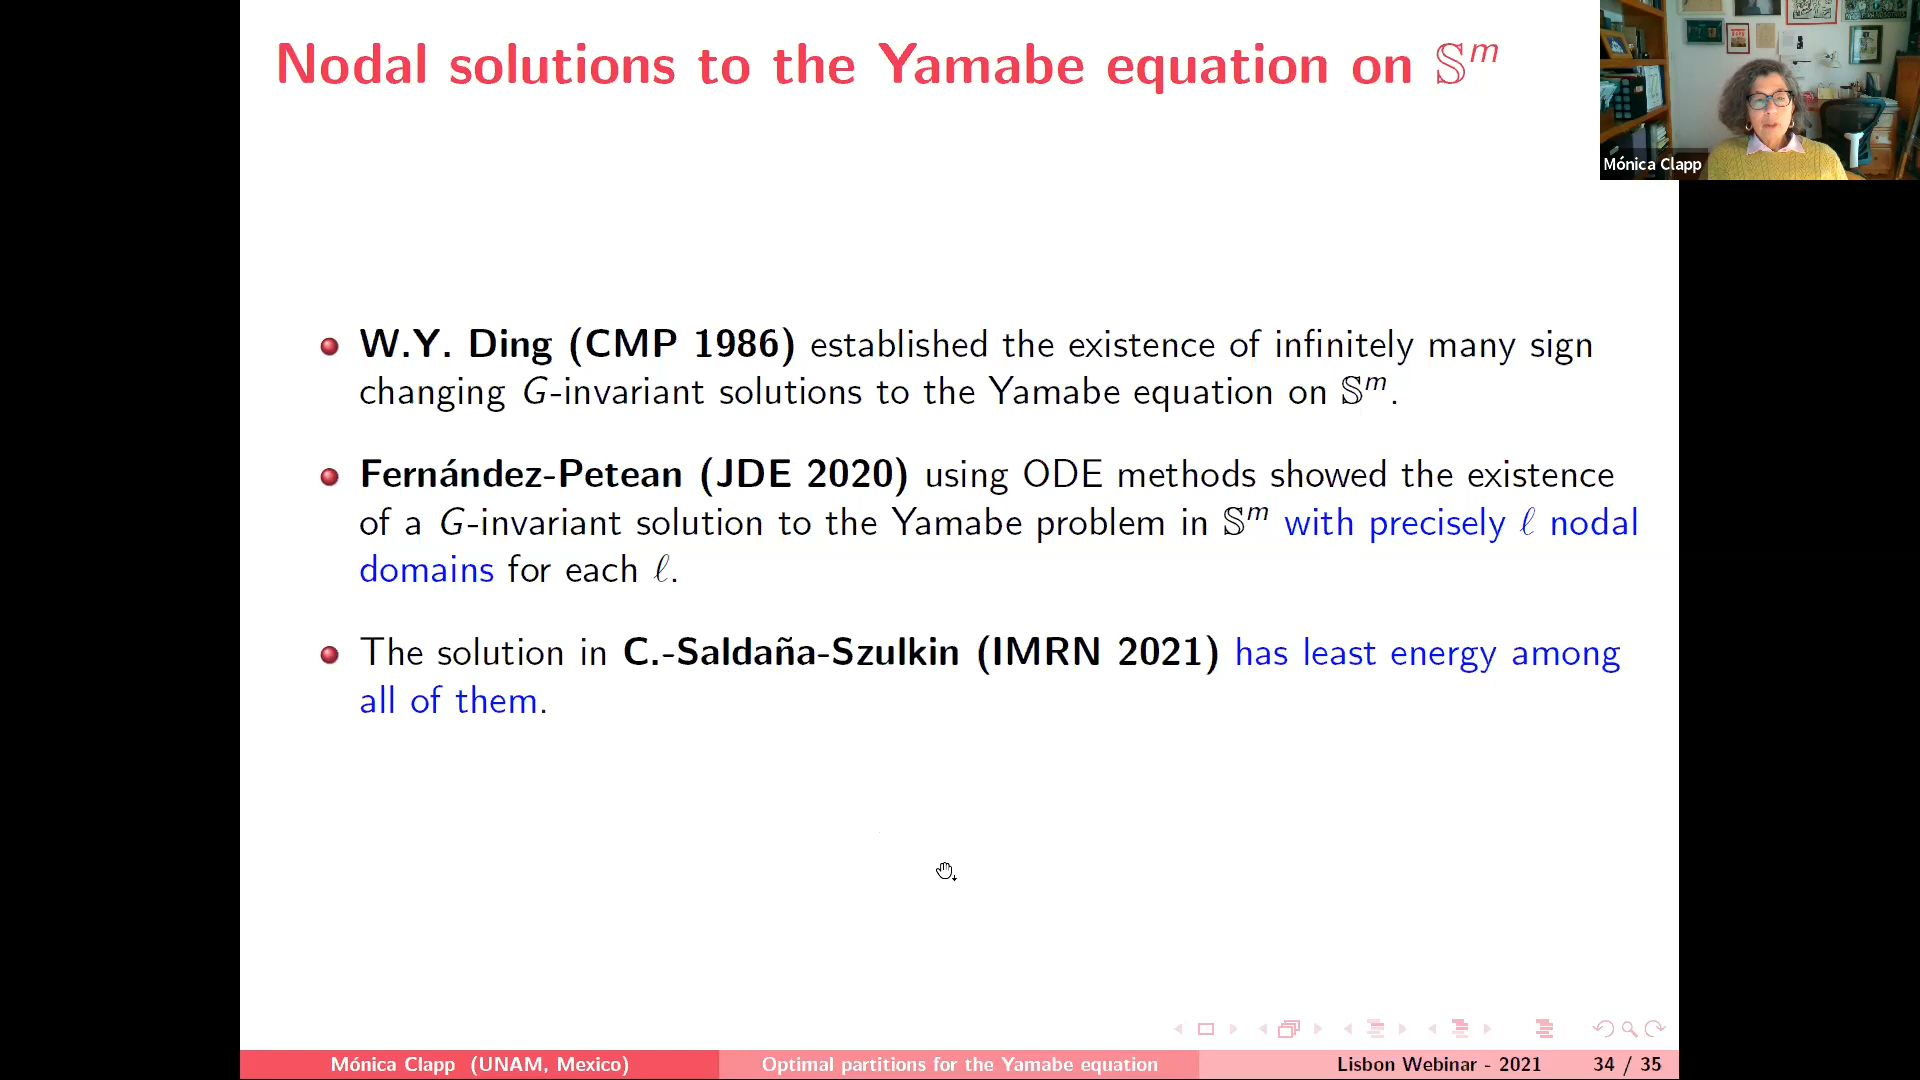 Nodal solutions to the Yamabe equation on 𝕊^m
Mónica Clapp
W.Y. Ding (CMP 1986) established the existence of infinitely many sign
changing G-invariant solutions to the Yamabe equation on 𝕊^m.
Fernández-Petean (JDE 2020) using ODE methods showed the existence
of a G-invariant solution to the Yamabe problem in 𝕊^m with precisely ℓ nodal
domains for each ℓ.
The solution in C.-Saldaña-Szulkin (IMRN 2021) has least energy among
all of them.
Mónica Clapp (UNAM, Mexico) Optimal partitions for the Yamabe equation Lisbon Webinar - 2021 34 / 35